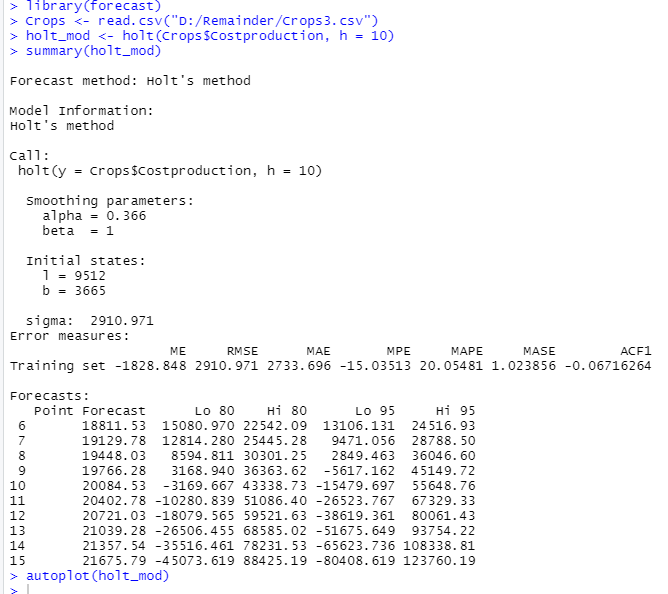 > library(forecast)
> Crops <- read.csv("D:/Remainder/Crops3.csv")
> holt_mod <- holt(Crops$Costproduction, h = 10)
> summary(holt_mod)
Forecast method: Holt's method
Model Information:
Holt's method
Call:
 holt(y = Crops$Costproduction, h = 10)
  Smoothing parameters:
    alpha = 0.366
    beta  = 1
  Initial states:
    l = 9512
    b = 3665
  sigma:  2910.971
Error measures:
                    ME     RMSE      MAE       MPE     MAPE     MASE        ACF1
Training set -1828.848 2910.971 2733.696 -15.03513 20.05481 1.023856 -0.06716264
Forecasts:
   Point Forecast      Lo 80    Hi 80      Lo 95     Hi 95
 6       18811.53  15080.970 22542.09  13106.131  24516.93
 7       19129.78  12814.280 25445.28   9471.056  28788.50
 8       19448.03   8594.811 30301.25   2849.463  36046.60
 9       19766.28   3168.940 36363.62  -5617.162  45149.72
10       20084.53  -3169.667 43338.73 -15479.697  55648.76
11       20402.78 -10280.839 51086.40 -26523.767  67329.33
12       20721.03 -18079.565 59521.63 -38619.361  80061.43
13       21039.28 -26506.455 68585.02 -51675.649  93754.22
14       21357.54 -35516.461 78231.53 -65623.736 108338.81
15       21675.79 -45073.619 88425.19 -80408.619 123760.19
> autoplot(holt_mod)
>